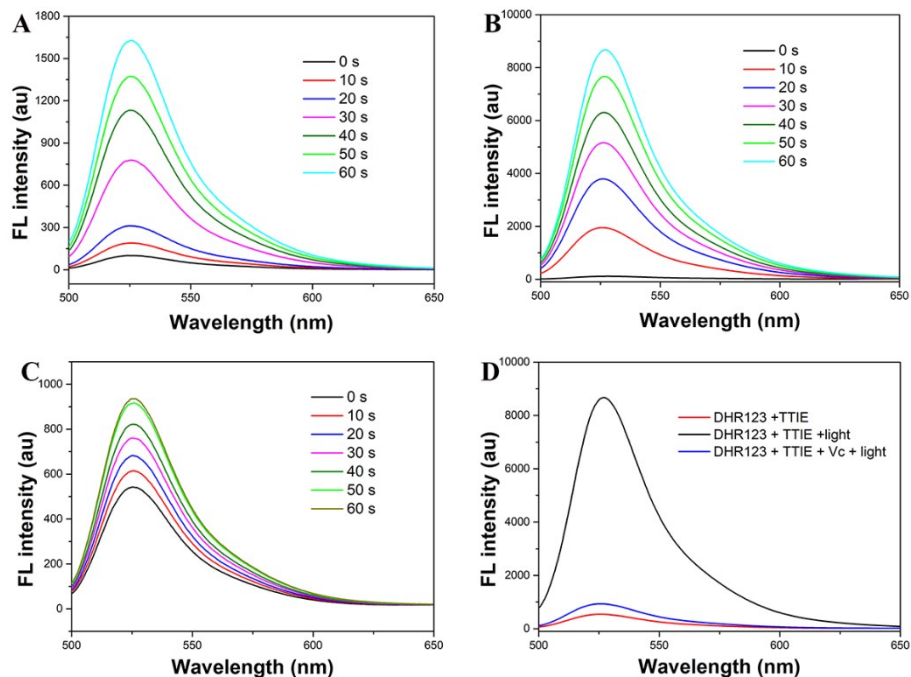 A
FL intensity (au)
1800
1500
1200
900
600
300
0
0 s
10 s
20 s
30 s
40 s
50 s
60 s
500
550
600
650
Wavelength (nm)
B
FL intensity (au)
10000
8000
6000
4000
2000
0
0 s
10 s
20 s
30 s
40 s
50 s
60 s
500
550
600
650
Wavelength (nm)
C
FL intensity (au)
1000
800
600
400
200
0
0 s
10 s
20 s
30 s
40 s
50 s
60 s
500
550
600
650
Wavelength (nm)
D
FL intensity (au)
10000
8000
6000
4000
2000
0
DHR123 +TTIE
DHR123 + TTIE +light
DHR123 + TTIE + Vc + light
500
550
600
650
Wavelength (nm)